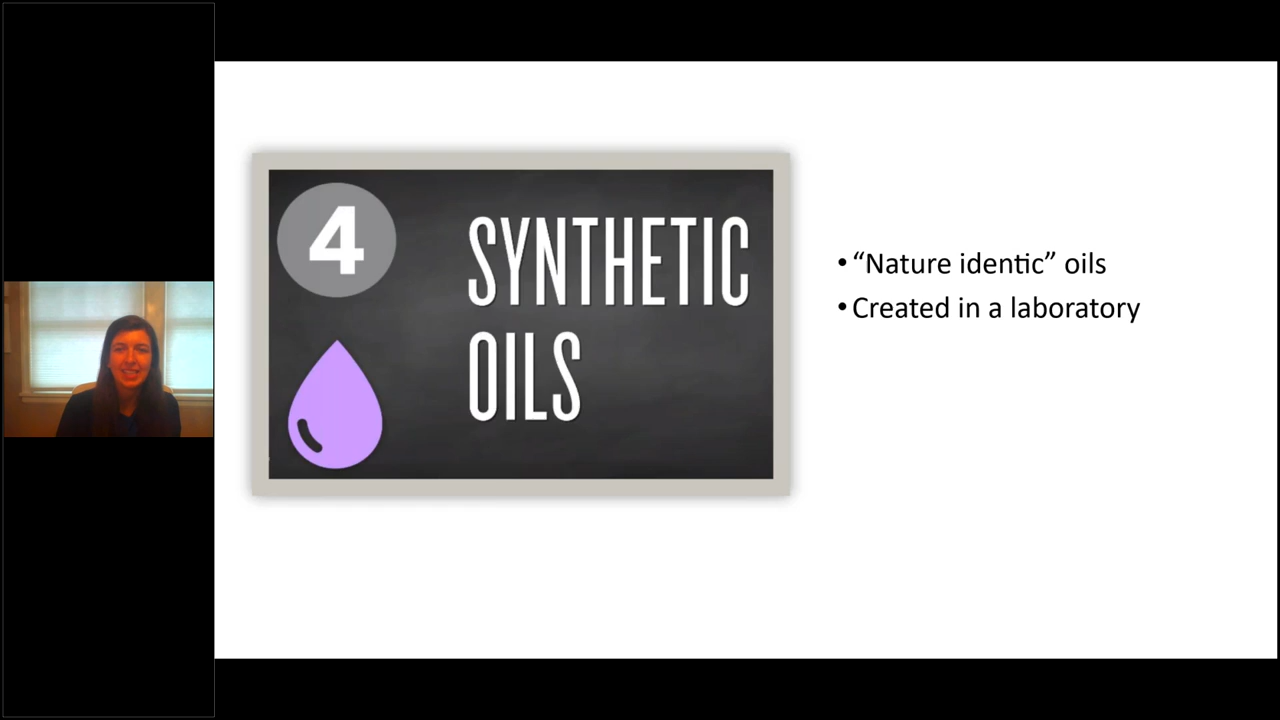 4
SYNTHETIC
OILS
• “Nature identic” oils
• Created in a laboratory